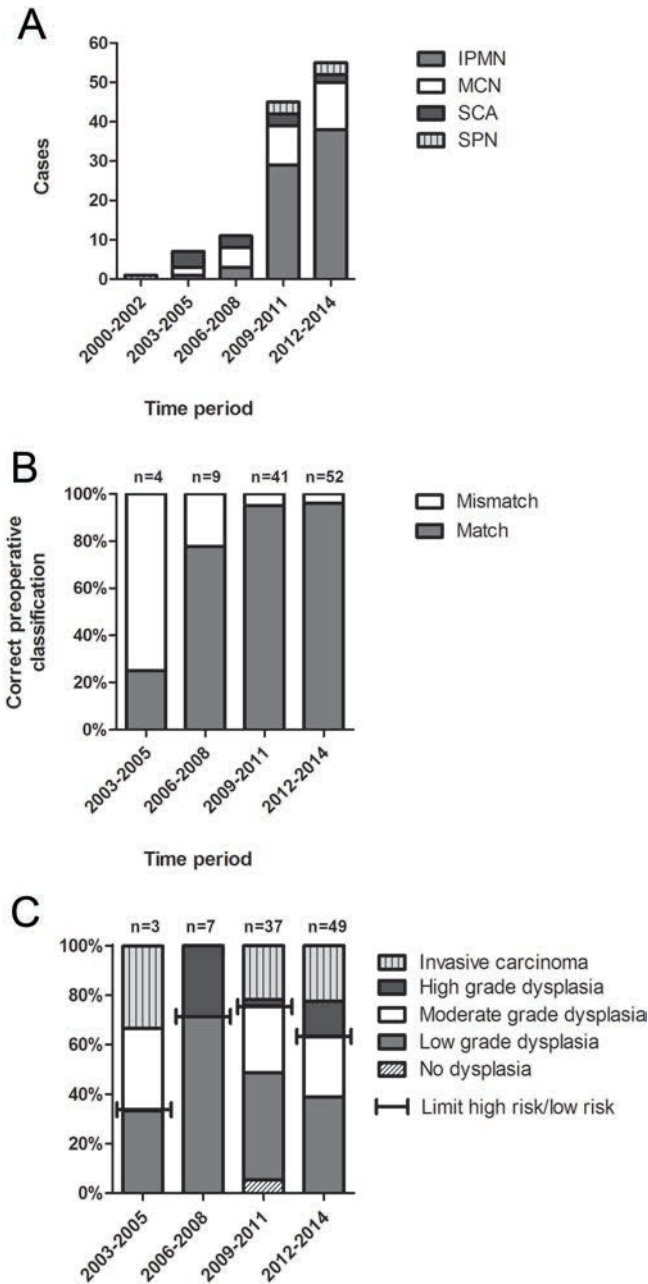 A
60
50
40
30
20
10
0
Cases
2000-2002
2003-2005
2006-2008
2009-2011
2012-2014
Time period
IPMN
MCN
SCA
SPN
B
n=4
n=9
n=41
n=52
100%
80%
60%
40%
20%
0%
Correct preoperative
classification
2003-2005
2006-2008
2009-2011
2012-2014
Time period
Mismatch
Match
C
n=3
n=7
n=37
n=49
100%
80%
60%
40%
20%
0%
2003-2005
2006-2008
2009-2011
2012-2014
Invasive carcinoma
High grade dysplasia
Moderate grade dysplasia
Low grade dysplasia
No dysplasia
Limit high risk/low risk